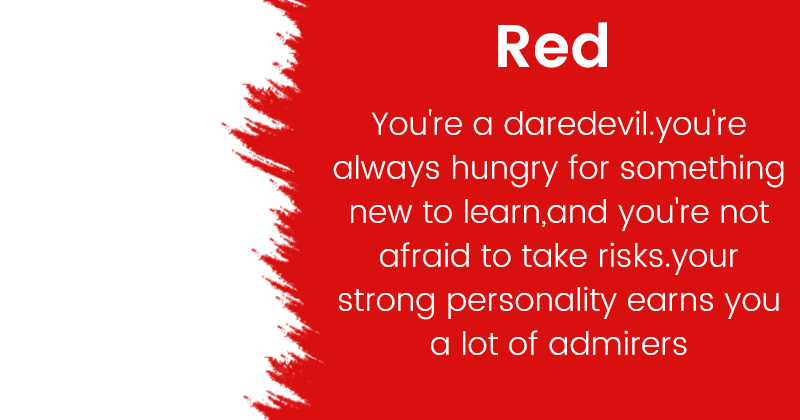 Red
You're a daredevil.you're
always hungry for something
new to learn,and you're not
afraid to take risks.your
strong personality earns you
a lot of admirers